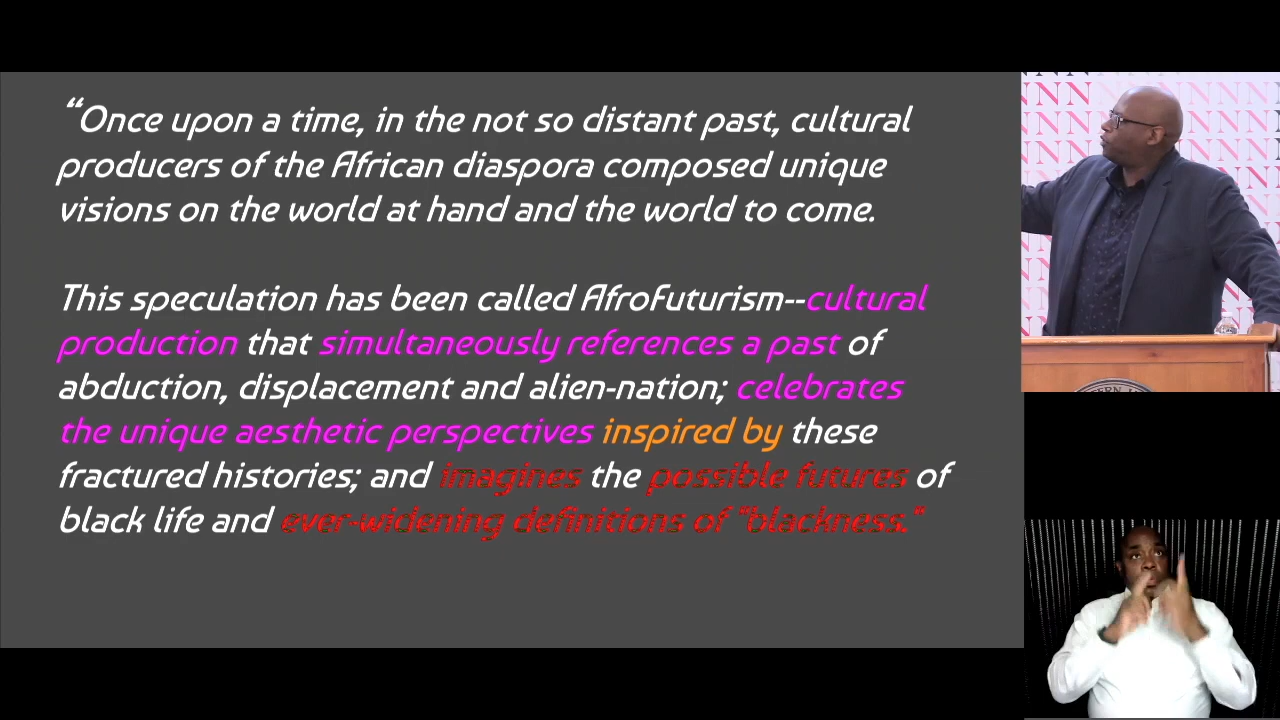 “Once upon a time, in the not so distant past, cultural
producers of the African diaspora composed unique
visions on the world at hand and the world to come.
This speculation has been called AfroFuturism--cultural
production that simultaneously references a past of
abduction, displacement and alien-nation; celebrates
the unique aesthetic perspectives inspired by these
fractured histories; and imagines the possible futures of
black life and ever-widening definitions of "blackness."